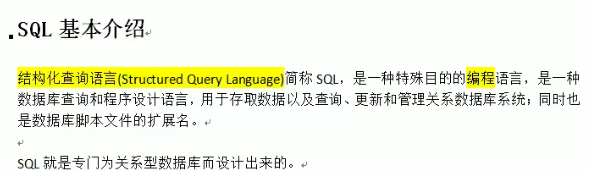 SQL 基本介绍
结构化查询语言(Structured Query Language)简称 SQL，是一种特殊目的的编程语言，是一种
数据库查询和程序设计语言，用于存取数据以及查询、更新和管理关系数据库系统；同时也
是数据库脚本文件的扩展名。
SQL 就是专门为关系型数据库而设计出来的。